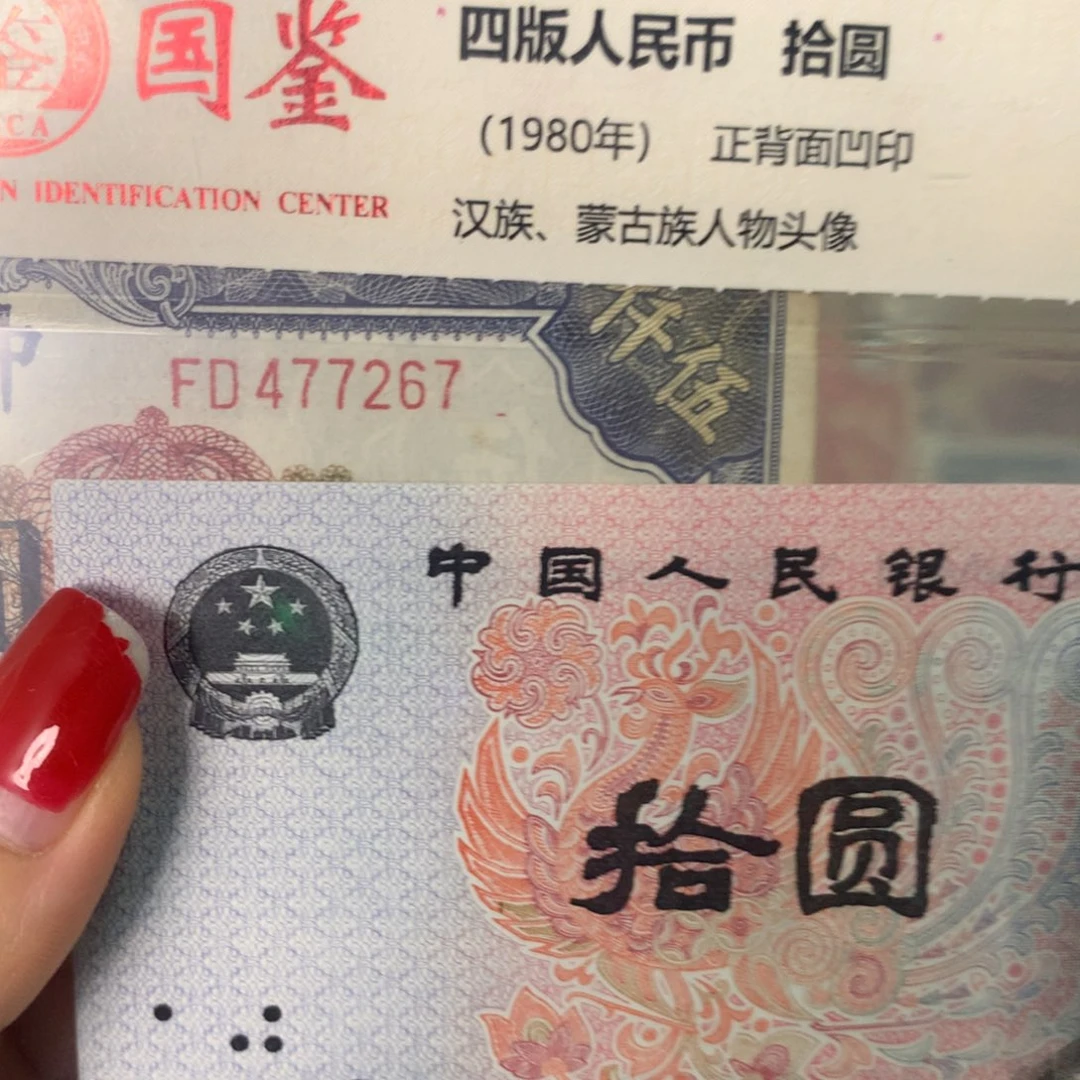 国鉴
CA
N IDENTIFICATION CENTER
四版人民币 拾圆
(1980年) 正背面凹印
汉族、蒙古族人物头像
仟伍
FD477267
中国人民银行
拾圆